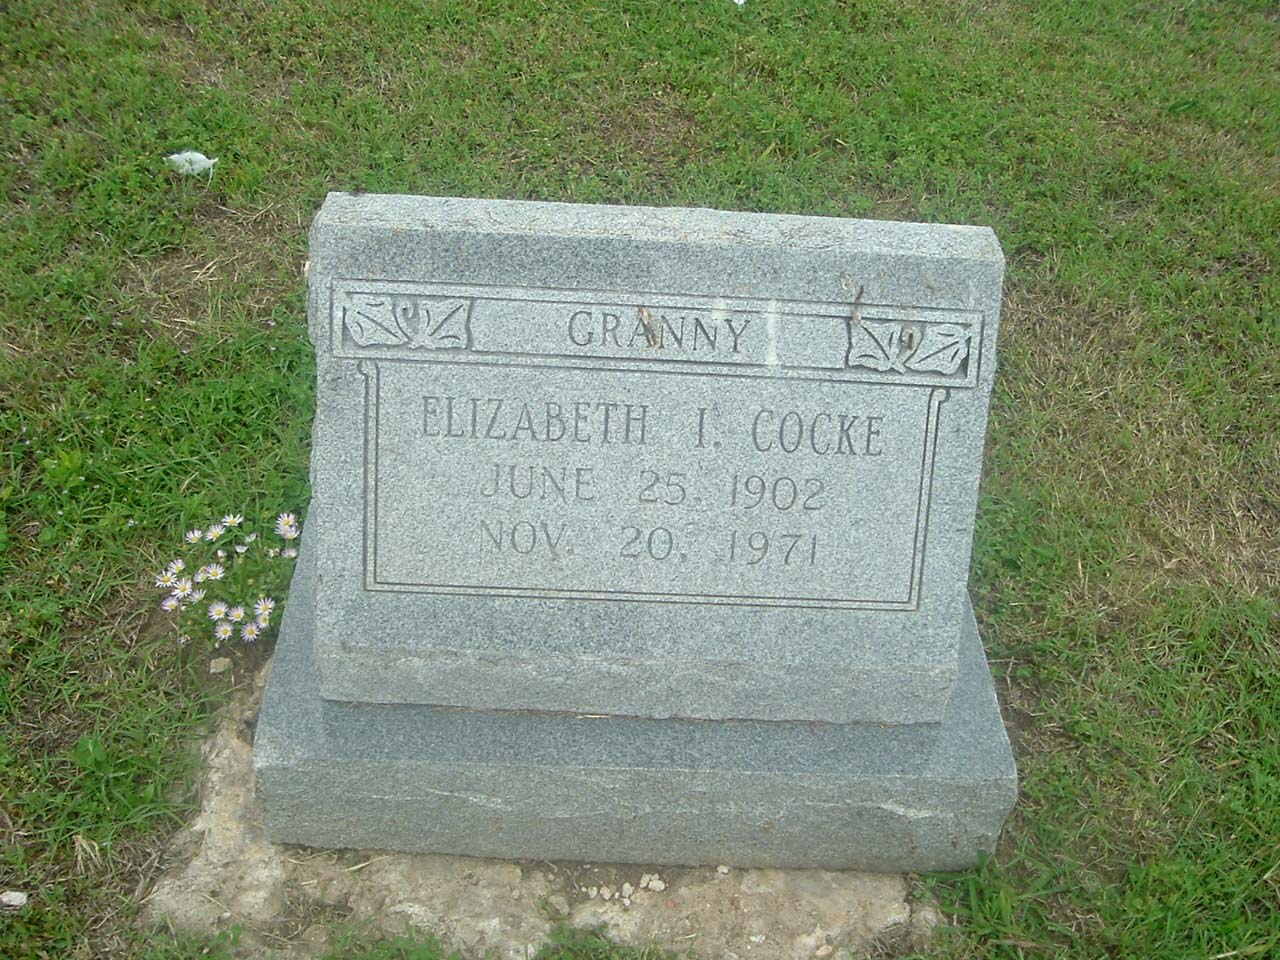 GRANNY
ELIZABETH I. COCKE
JUNE 25, 1902
NOV. 20, 1971